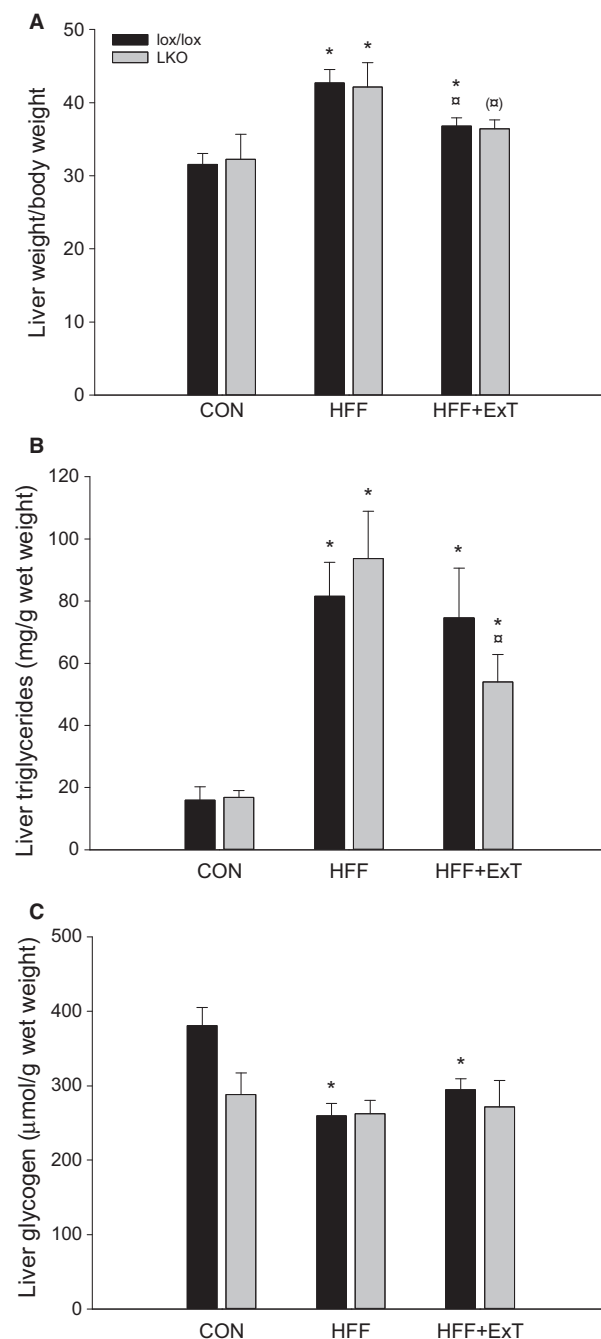 A
50
lox/lox
LKO
* * *
¤ (¤)
40
30
20
10
0
Liver weight/body weight
CON HFF HFF+ExT
B
120
*
* *
*
¤
100
80
60
40
20
0
Liver triglycerides (mg/g wet weight)
CON HFF HFF+ExT
C
500
400
* *
300
200
100
0
Liver glycogen (μmol/g wet weight)
CON HFF HFF+ExT